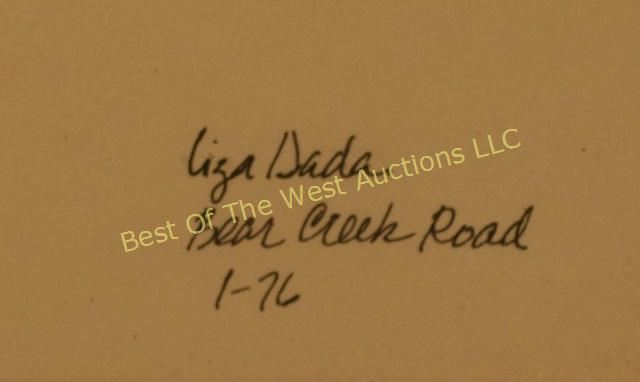 Liza Dada
Best Of The West Auctions LLC
Bear Creek Road
1-76